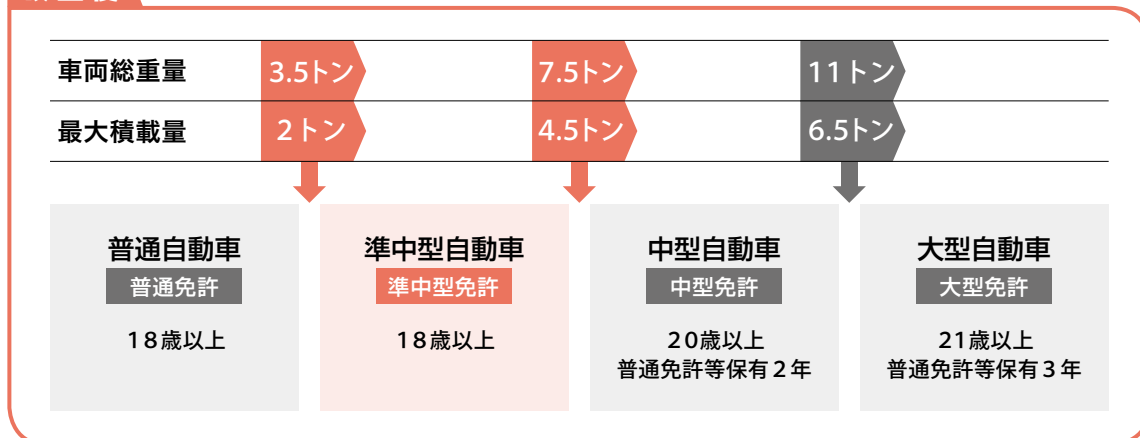 車両総重量 3.5トン 7.5トン 11トン
最大積載量 2トン 4.5トン 6.5トン
普通自動車 準中型自動車 中型自動車 大型自動車
普通免許 準中型免許 中型免許 大型免許
18歳以上 18歳以上 20歳以上 21歳以上
普通免許等保有2年 普通免許等保有3年